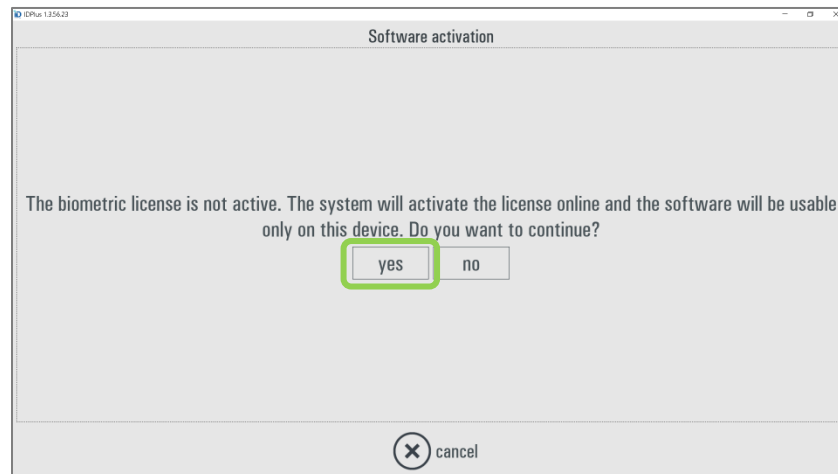 iD IDPlus 1.3.56.23
Software activation
The biometric license is not active. The system will activate the license online and the software will be usable
only on this device. Do you want to continue?
yes no
cancel